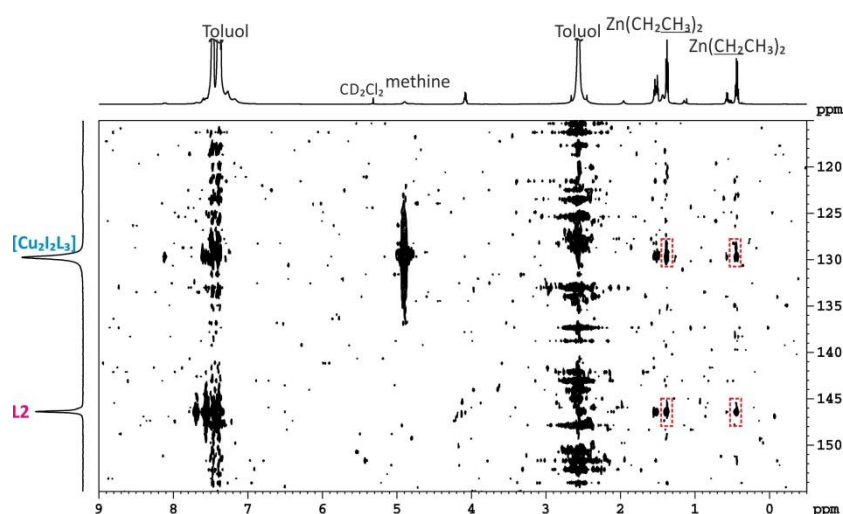 Toluol
CD₂Cl₂
methine
Toluol
Zn(CH₂CH₃)₂
Zn(CH₂CH₃)₂
ppm
120
125
[Cu₂I₂L₃]
130
135
140
L2
145
150
9 8 7 6 5 4 3 2 1 0 ppm